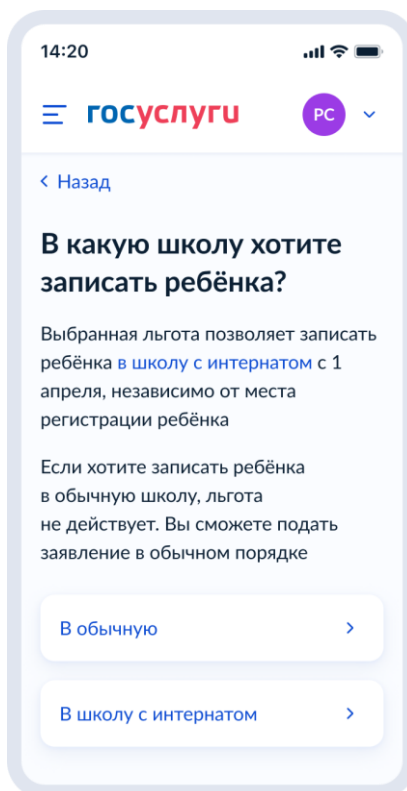 14:20
госуслуги
РС
Назад
В какую школу хотите
записать ребёнка?
Выбранная льгота позволяет записать
ребёнка в школу с интернатом с 1
апреля, независимо от места
регистрации ребёнка
Если хотите записать ребёнка
в обычную школу, льгота
не действует. Вы сможете подать
заявление в обычном порядке
В обычную
В школу с интернатом